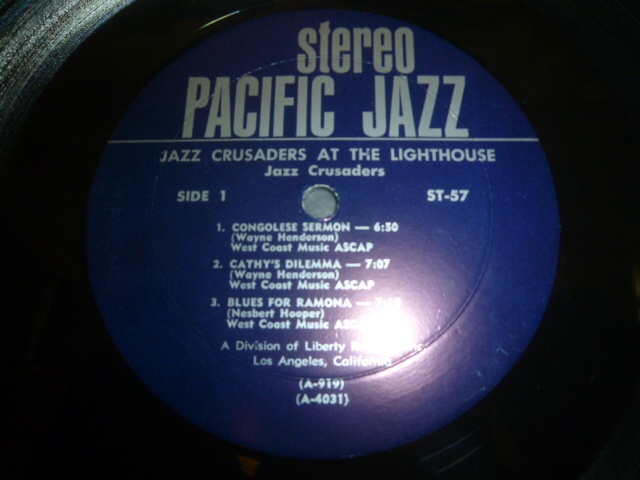 stereo
PACIFIC JAZZ
JAZZ CRUSADERS AT THE LIGHTHOUSE
Jazz Crusaders
SIDE 1 ST-57
1. CONGOLESE SERMON — 6:50
(Wayne Henderson)
West Coast Music ASCAP
2. CATHY'S DILEMMA — 7:07
(Wayne Henderson)
West Coast Music ASCAP
3. BLUES FOR RAMONA —
(Nesbert Hooper)
West Coast Music
A Division of Liberty
Los Angeles, California
(A-919)
(A-4031)